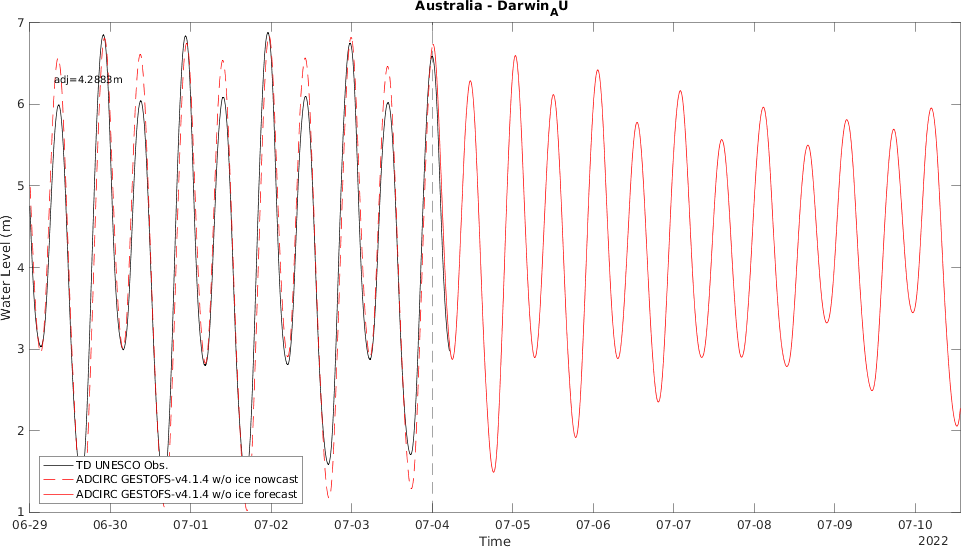 Australia - Darwin_AU
7
6
5
4
3
2
1
Water Level (m)
adj=4.2883m
TD UNESCO Obs.
ADCIRC GESTOFS-v4.1.4 w/o ice nowcast
ADCIRC GESTOFS-v4.1.4 w/o ice forecast
06-29 06-30 07-01 07-02 07-03 07-04 07-05 07-06 07-07 07-08 07-09 07-10
Time
2022